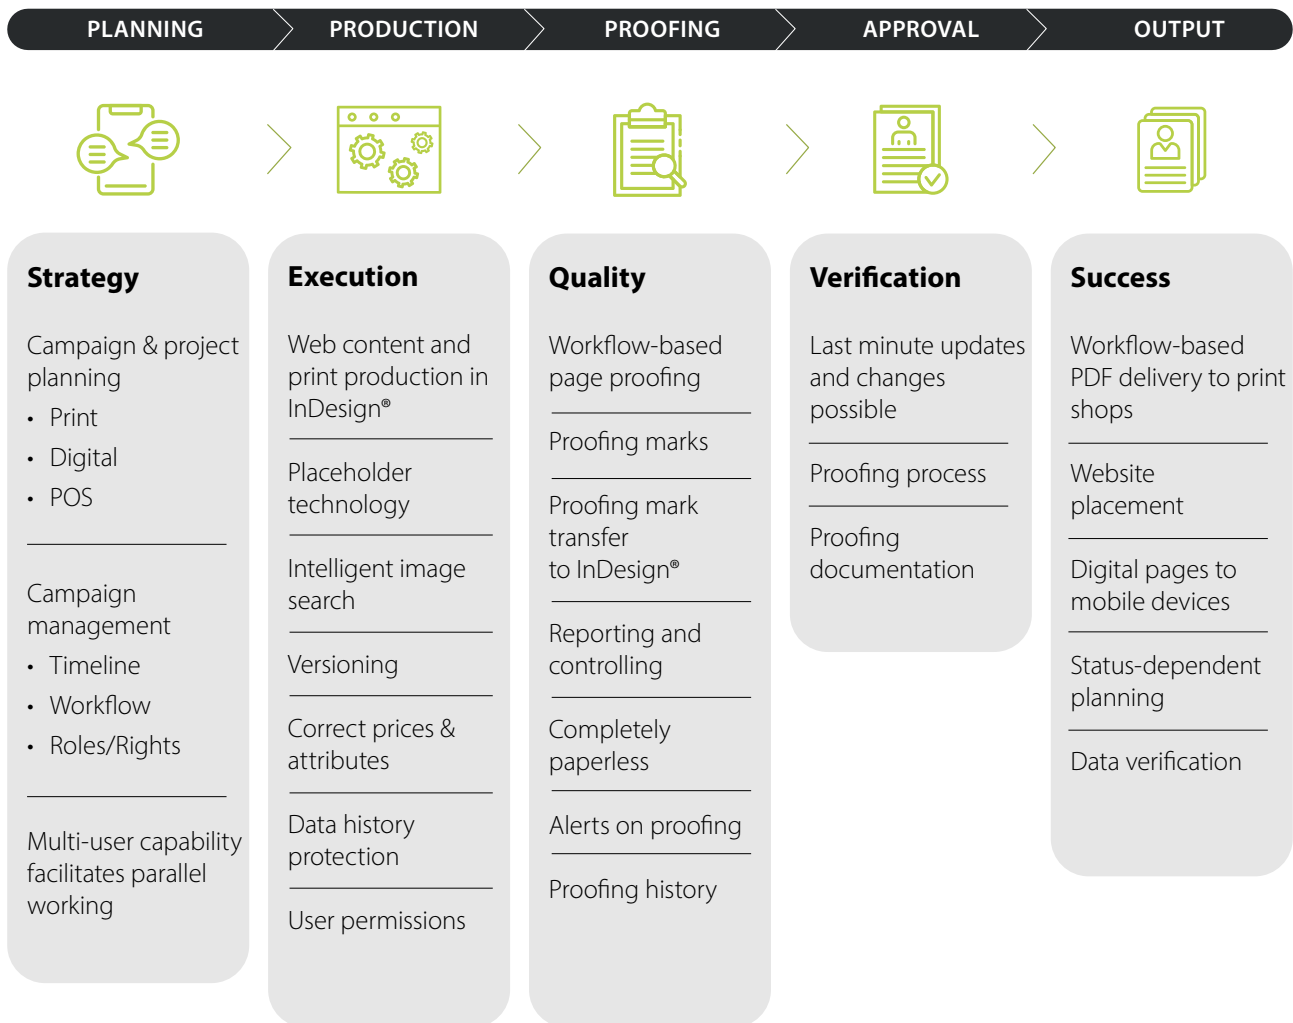 PLANNING
PRODUCTION
PROOFING
APPROVAL
OUTPUT
Strategy
Campaign & project
planning
• Print
• Digital
• POS
Campaign
management
• Timeline
• Workflow
• Roles/Rights
Multi-user capability
facilitates parallel
working
Execution
Web content and
print production in
InDesign®
Placeholder
technology
Intelligent image
search
Versioning
Correct prices &
attributes
Data history
protection
User permissions
Quality
Workflow-based
page proofing
Proofing marks
Proofing mark
transfer
to InDesign®
Reporting and
controlling
Completely
paperless
Alerts on proofing
Proofing history
Verification
Last minute updates
and changes
possible
Proofing process
Proofing
documentation
Success
Workflow-based
PDF delivery to print
shops
Website
placement
Digital pages to
mobile devices
Status-dependent
planning
Data verification